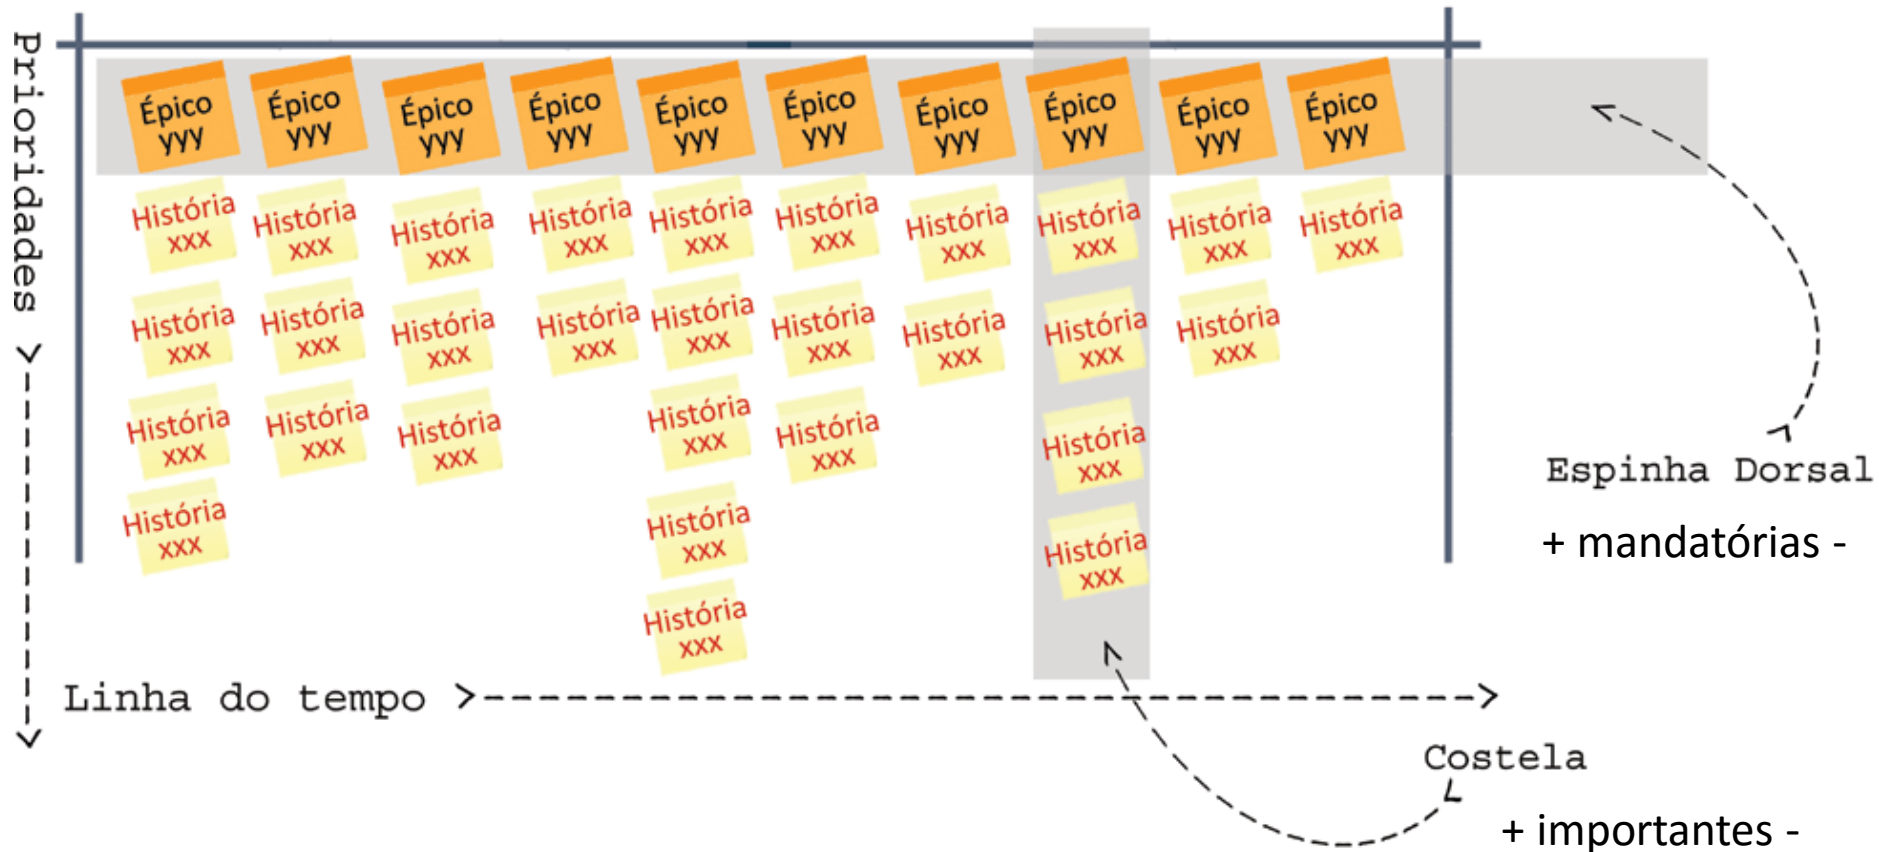 Prioridades
Épico
yyy
Épico
yyy
Épico
yyy
Épico
yyy
Épico
yyy
Épico
yyy
Épico
yyy
Épico
yyy
Épico
yyy
Épico
yyy
História
xxx
História
xxx
História
xxx
História
xxx
História
xxx
História
xxx
História
xxx
História
xxx
História
xxx
História
xxx
História
xxx
História
xxx
História
xxx
História
xxx
História
xxx
História
xxx
História
xxx
História
xxx
História
xxx
História
xxx
História
xxx
História
xxx
História
xxx
História
xxx
História
xxx
História
xxx
História
xxx
História
xxx
História
xxx
Espinha Dorsal
+ mandatórias -
Linha do tempo
Costela
+ importantes -